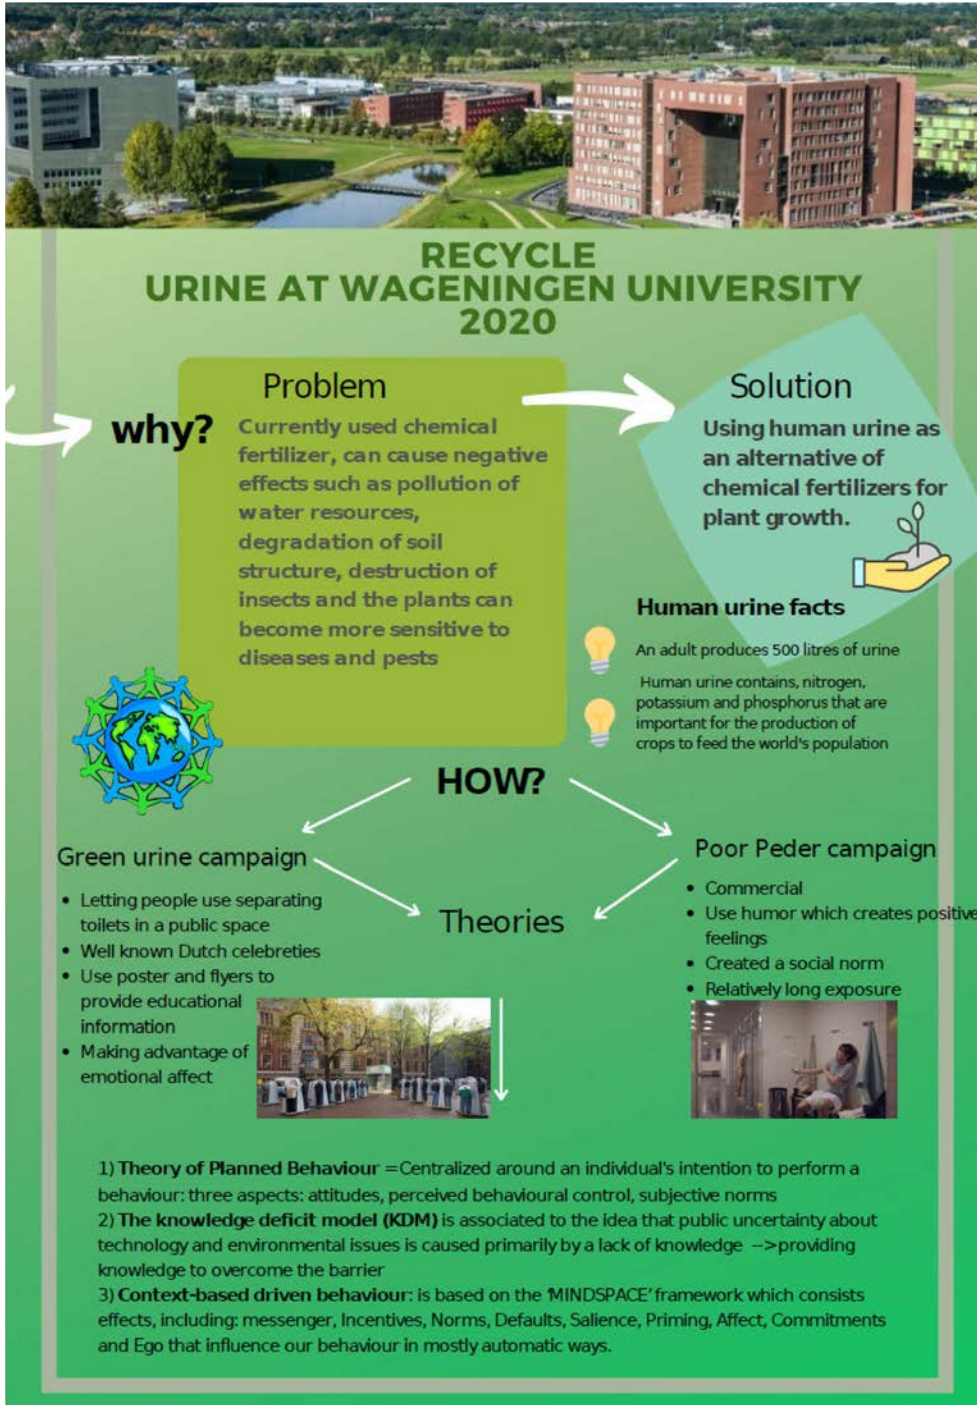 RECYCLE
URINE AT WAGENINGEN UNIVERSITY
2020
why?
Problem
Currently used chemical
fertilizer, can cause negative
effects such as pollution of
water resources,
degradation of soil
structure, destruction of
insects and the plants can
become more sensitive to
diseases and pests
Solution
Using human urine as
an alternative of
chemical fertilizers for
plant growth.
Human urine facts
An adult produces 500 litres of urine
Human urine contains, nitrogen,
potassium and phosphorus that are
important for the production of
crops to feed the world's population
HOW?
Green urine campaign
• Letting people use separating
toilets in a public space
• Well known Dutch celebreties
• Use poster and flyers to
provide educational
information
• Making advantage of
emotional affect
Theories
Poor Peder campaign
• Commercial
• Use humor which creates positive
feelings
• Created a social norm
• Relatively long exposure
1) Theory of Planned Behaviour = Centralized around an individual's intention to perform a
behaviour: three aspects: attitudes, perceived behavioural control, subjective norms
2) The knowledge deficit model (KDM) is associated to the idea that public uncertainty about
technology and environmental issues is caused primarily by a lack of knowledge --> providing
knowledge to overcome the barrier
3) Context-based driven behaviour: is based on the 'MINDSPACE' framework which consists
effects, including: messenger, Incentives, Norms, Defaults, Salience, Priming, Affect, Commitments
and Ego that influence our behaviour in mostly automatic ways.